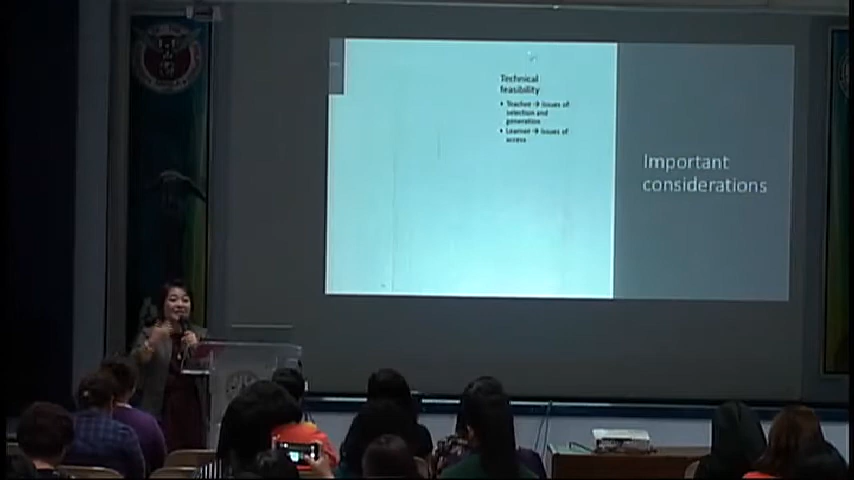 Technical
feasibility
• Teacher → issues of
selection and
generation
• Learner → issues of
access
Important
considerations